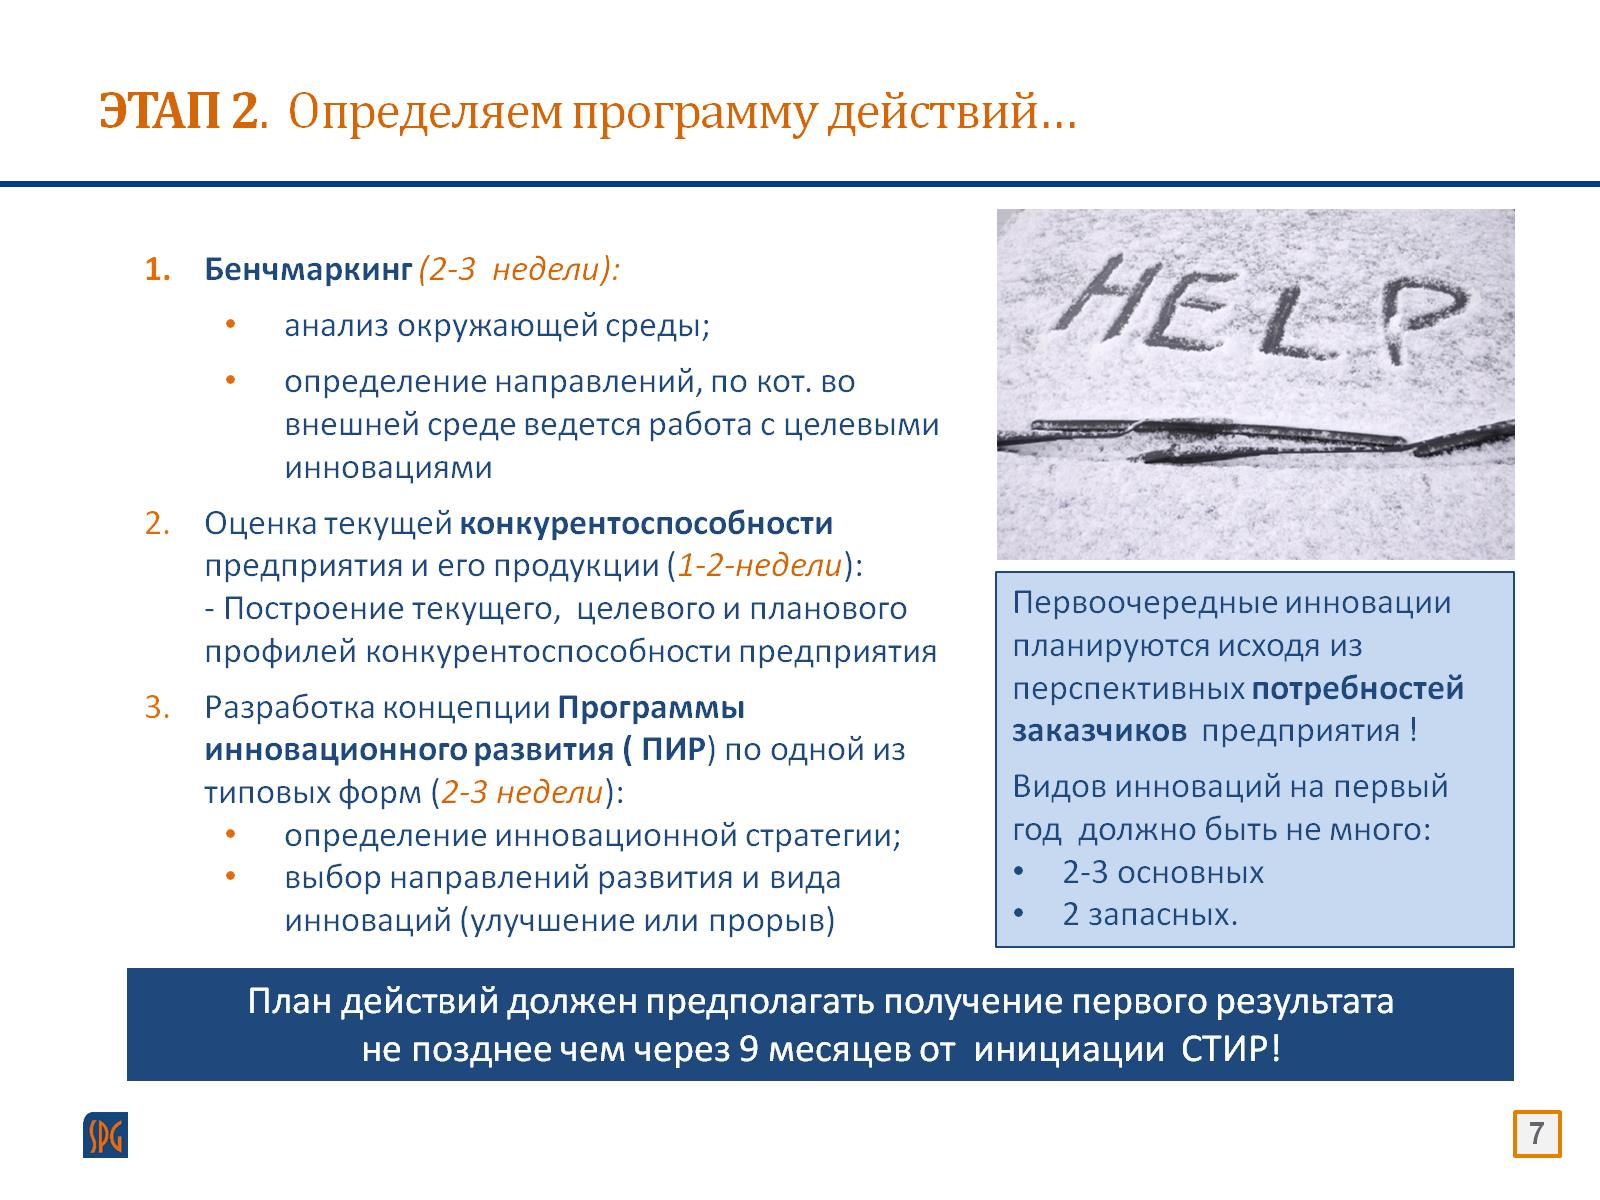 ЭТАП 2. Определяем программу действий...
1. Бенчмаркинг (2-3 недели):
• анализ окружающей среды;
• определение направлений, по кот. во
внешней среде ведется работа с целевыми
инновациями
2. Оценка текущей конкурентоспособности
предприятия и его продукции (1-2-недели):
- Построение текущего, целевого и планового
профилей конкурентоспособности предприятия
3. Разработка концепции Программы
инновационного развития ( ПИР) по одной из
типовых форм (2-3 недели):
• определение инновационной стратегии;
• выбор направлений развития и вида
инноваций (улучшение или прорыв)
HELP
Первоочередные инновации
планируются исходя из
перспективных потребностей
заказчиков предприятия !
Видов инноваций на первый
год должно быть не много:
• 2-3 основных
• 2 запасных.
План действий должен предполагать получение первого результата
не позднее чем через 9 месяцев от инициации СТИР!
SPG
7